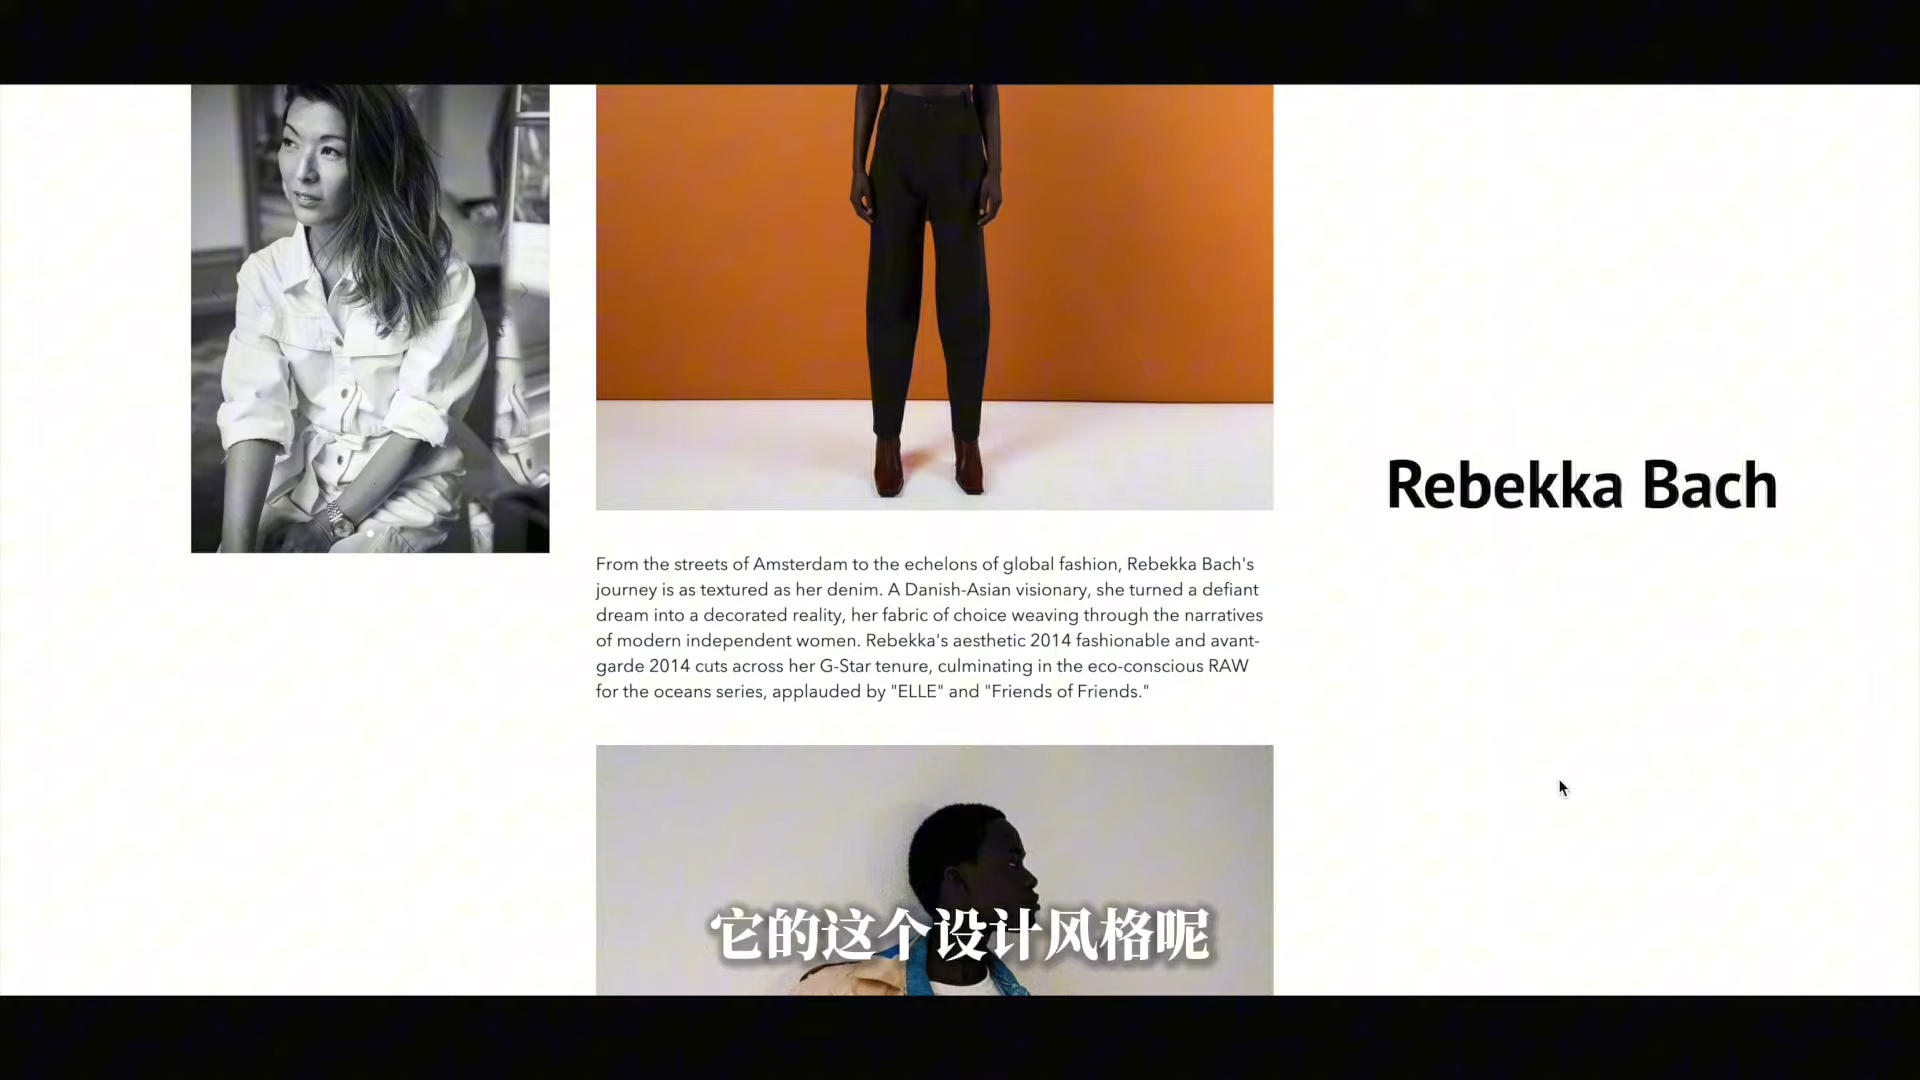 Rebekka Bach
From the streets of Amsterdam to the echelons of global fashion, Rebekka Bach's
journey is as textured as her denim. A Danish-Asian visionary, she turned a defiant
dream into a decorated reality, her fabric of choice weaving through the narratives
of modern independent women. Rebekka's aesthetic 2014 fashionable and avant-
garde 2014 cuts across her G-Star tenure, culminating in the eco-conscious RAW
for the oceans series, applauded by "ELLE" and "Friends of Friends."
它的这个设计风格呢